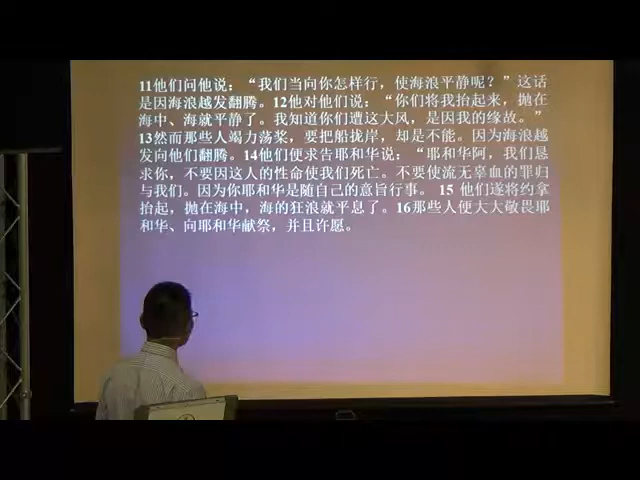 11他们问他说：“我们当向你怎样行，使海浪平静呢？”这话
是因海浪越发翻腾。12他对他们说：“你们将我抬起来，抛在
海中、海就平静了。我知道你们遭这大风，是因我的缘故。”
13然而那些人竭力荡桨，要把船拢岸，却是不能。因为海浪越
发向他们翻腾。14他们便求告耶和华说：“耶和华阿，我们恳
求你，不要因这人的性命使我们死亡。不要使流无辜血的罪归
与我们。因为你耶和华是随自己的意旨行事。 15 他们遂将约拿
抬起，抛在海中，海的狂浪就平息了。16那些人便大大敬畏耶
和华、向耶和华献祭，并且许愿。